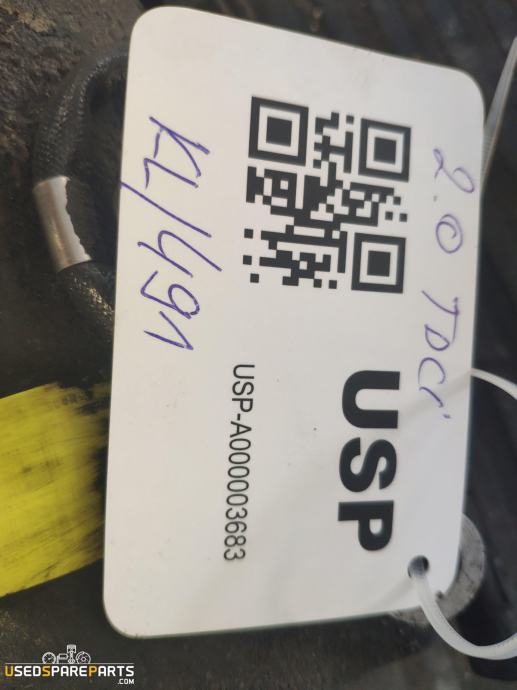 2.0 TDCi
USP
USP-A000003683
KL/491
USEDSPAREPARTS
.COM